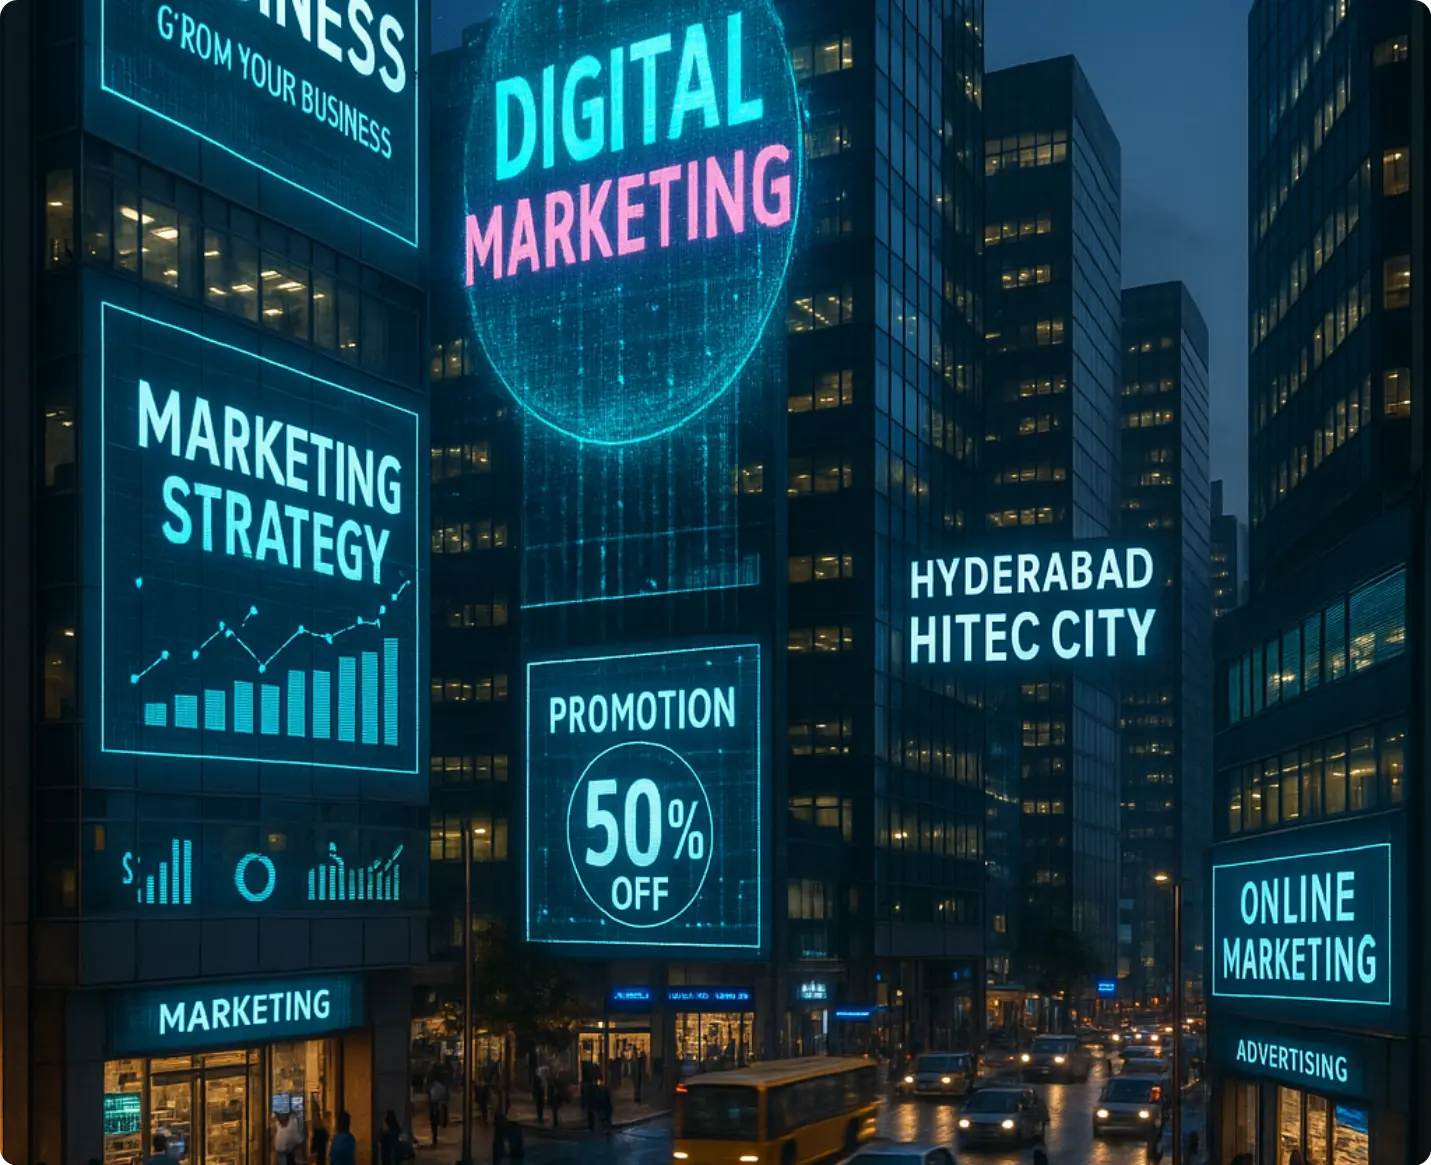 G'ROM YOUR BUSINESS
DIGITAL
MARKETING
MARKETING
STRATEGY
HYDERABAD
HITEC CITY
PROMOTION
50%
OFF
ONLINE
MARKETING
MARKETING
ADVERTISING